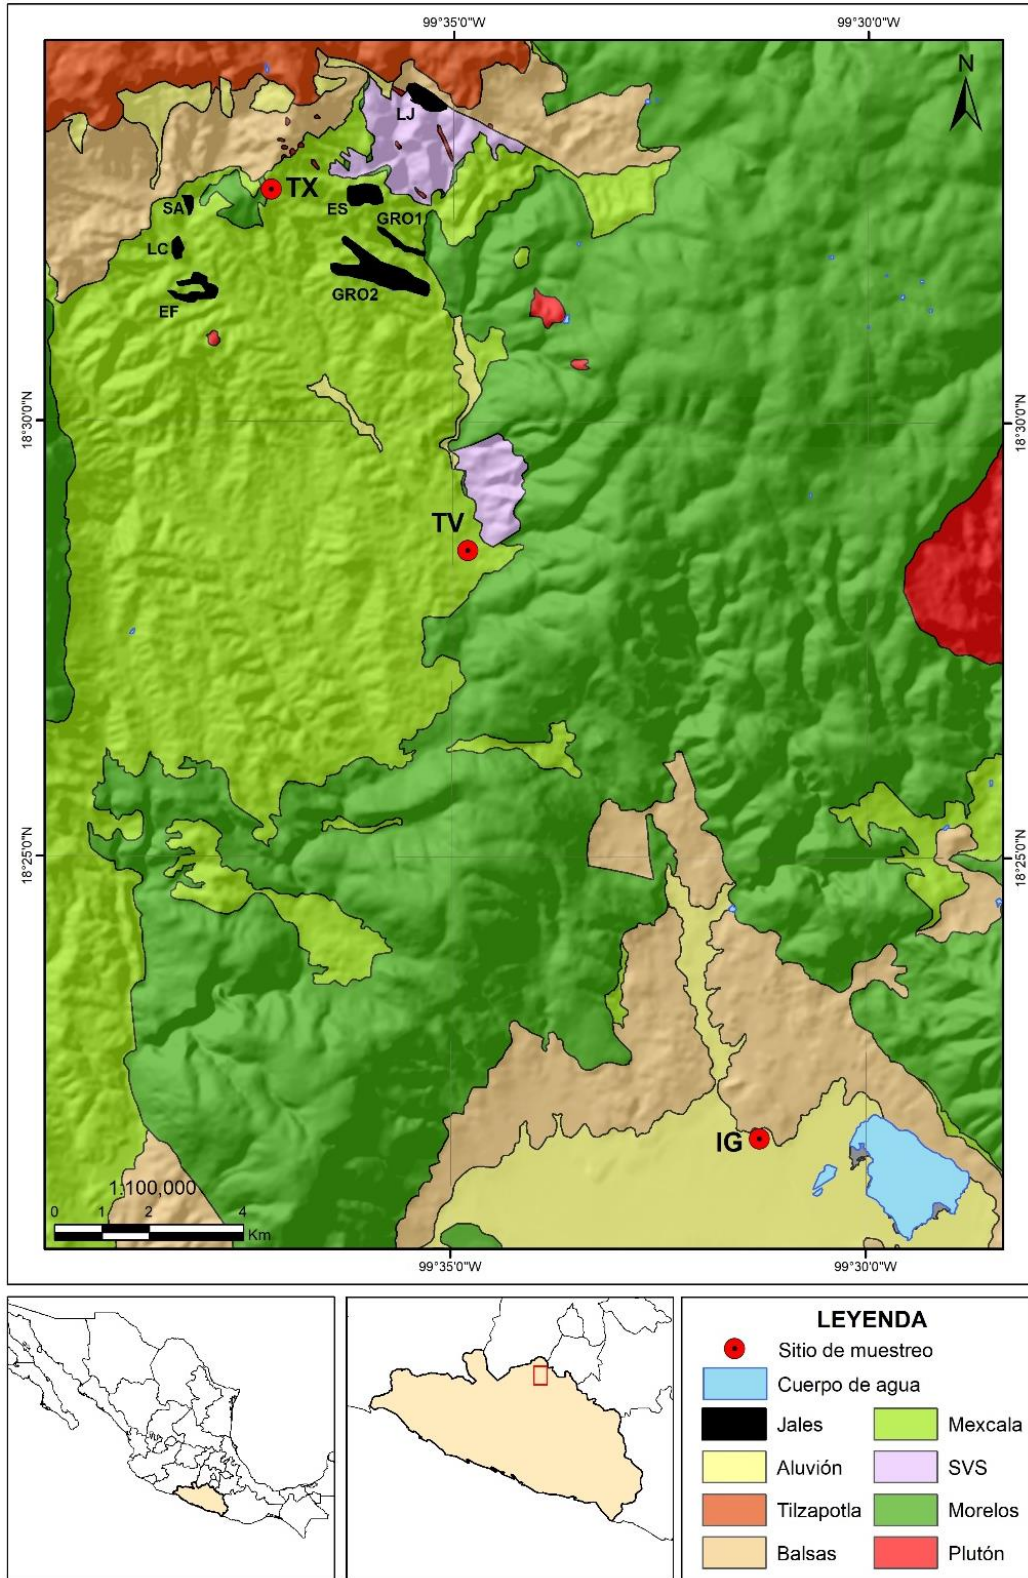 99°35'0"W 99°30'0"W
N
LJ
TX
SA
ES
GRO1
LC
GRO2
EF
18°30'0"N 18°30'0"N
TV
18°25'0"N 18°25'0"N
IG
1:100,000
0 1 2 4
Km
99°35'0"W 99°30'0"W
LEYENDA
Sitio de muestreo
Cuerpo de agua
Jales Mexcala
Aluvión SVS
Tilzapotla Morelos
Balsas Plutón